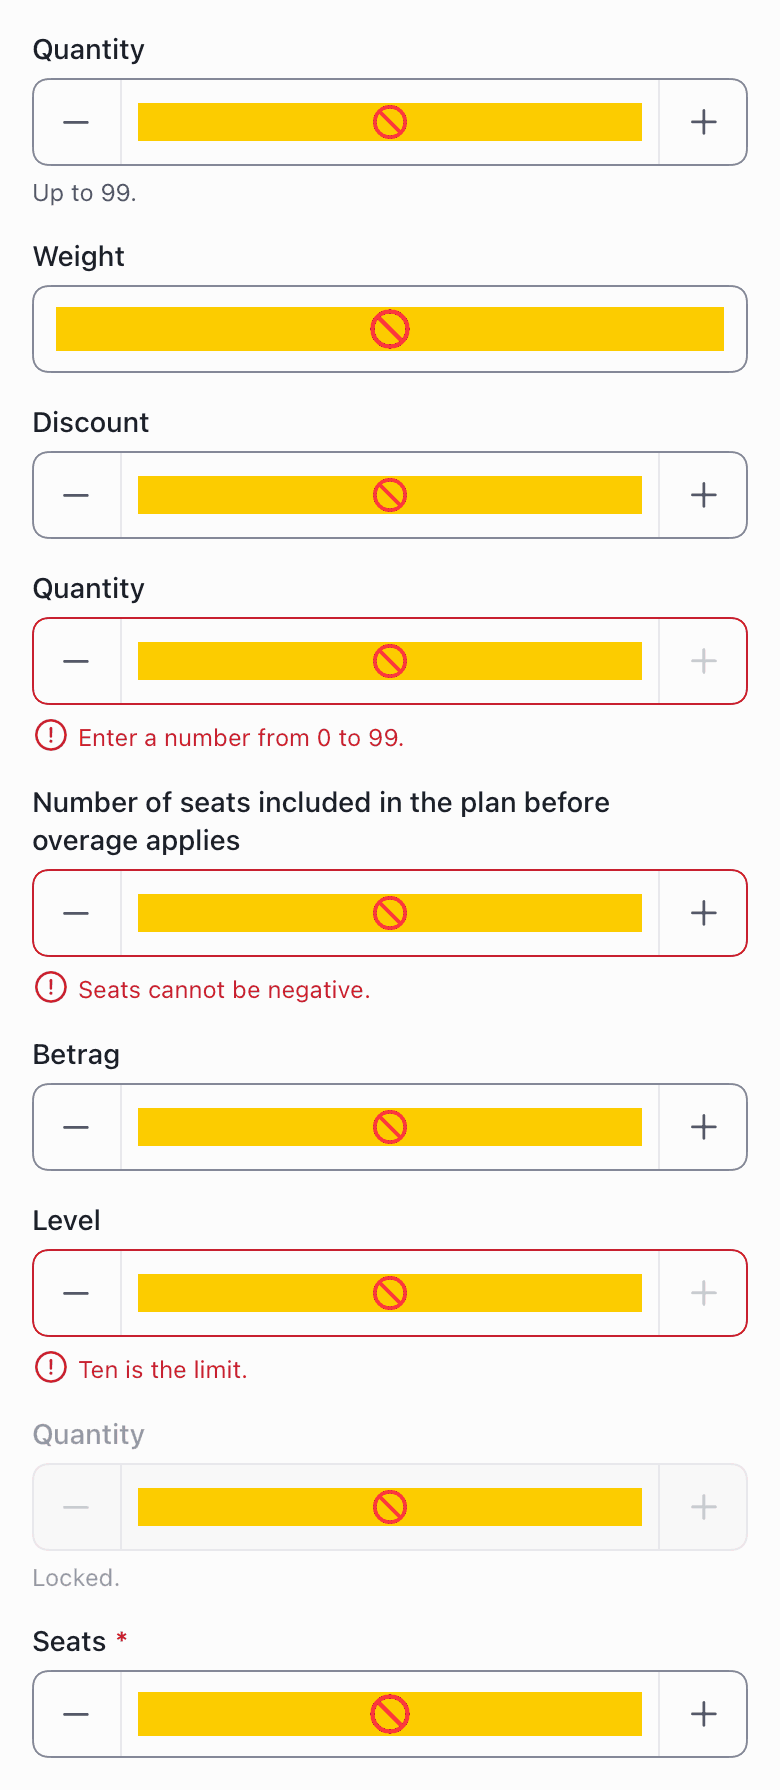 Quantity
Up to 99.
Weight
Discount
Quantity
Enter a number from 0 to 99.
Number of seats included in the plan before
overage applies
Seats cannot be negative.
Betrag
Level
Ten is the limit.
Quantity
Locked.
Seats *